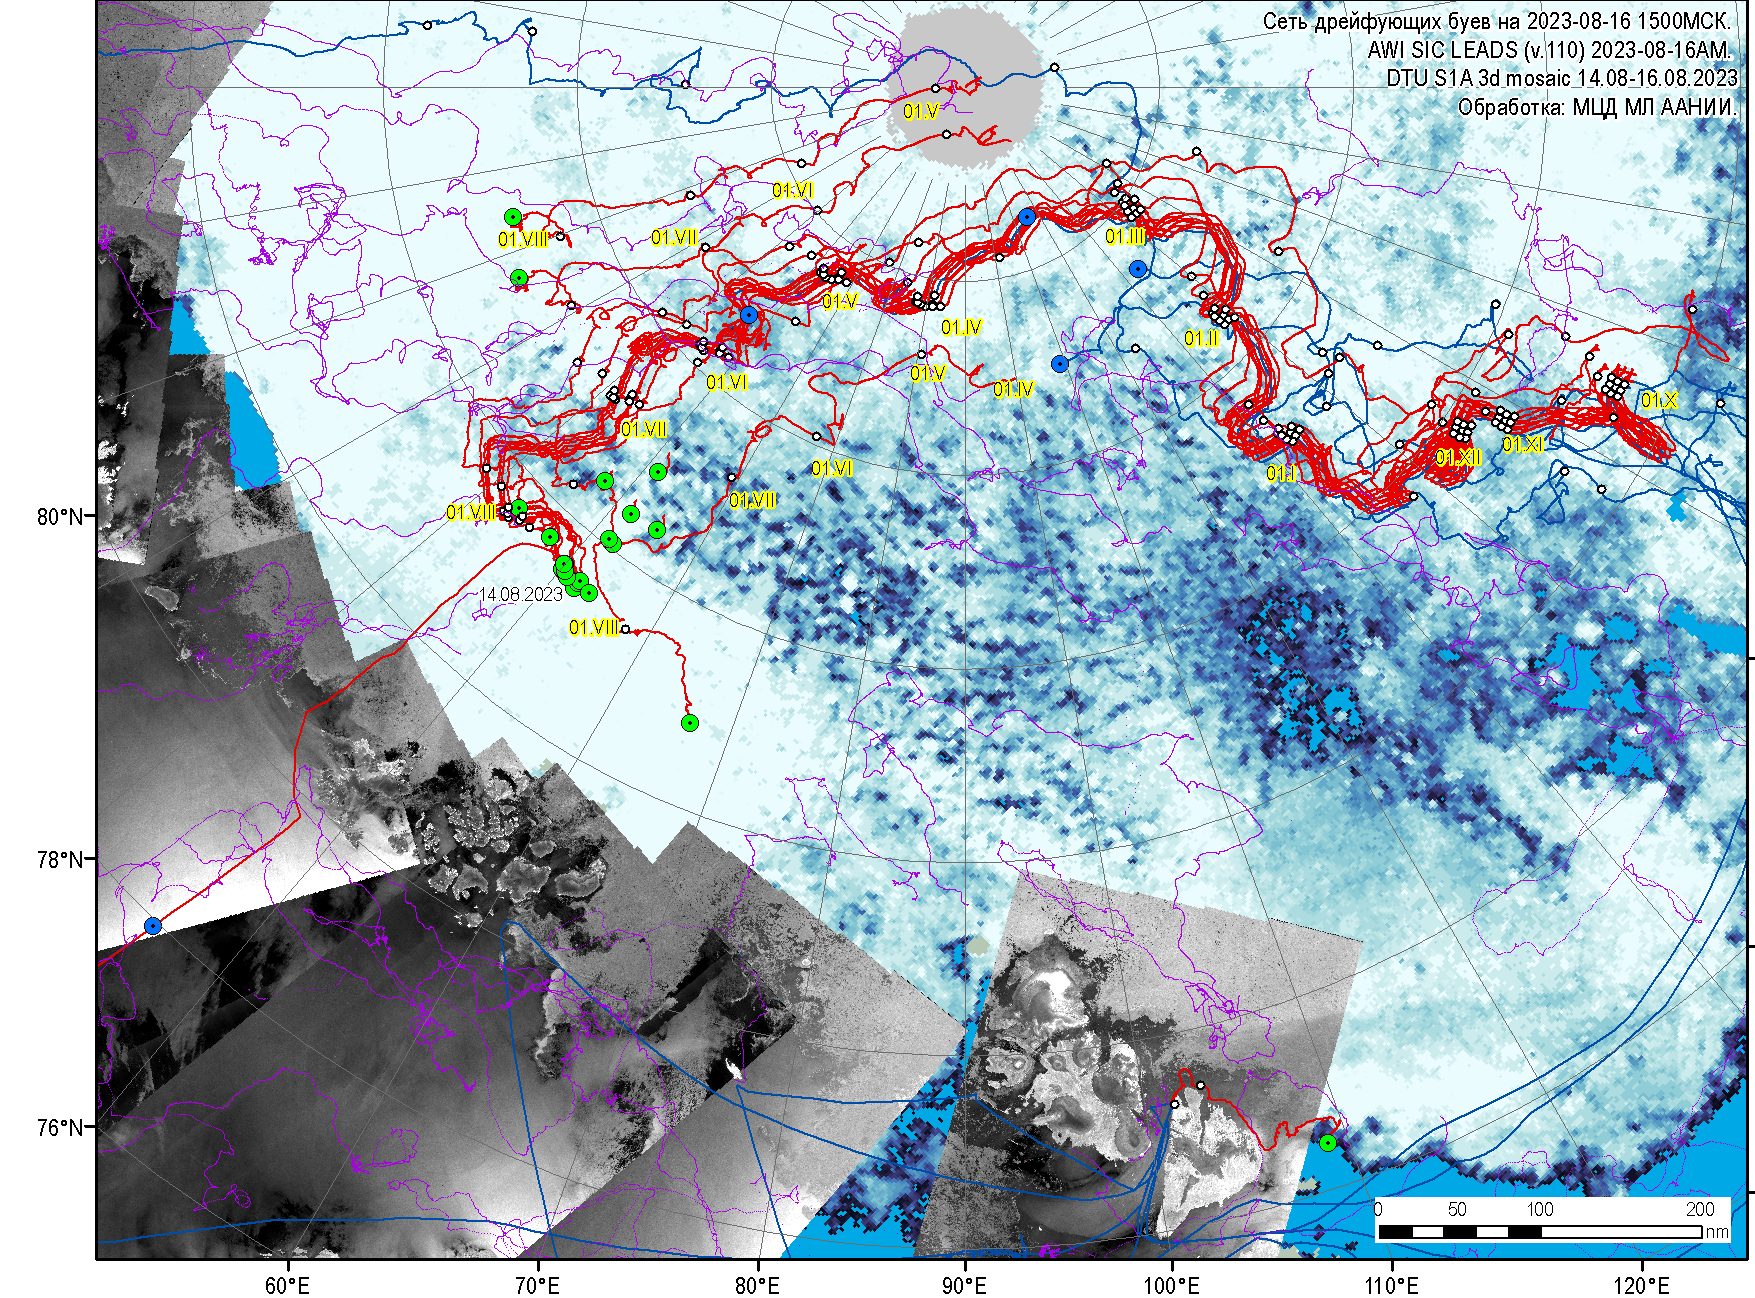 Сеть дрейфующих буев на 2023-08-16 1500МСК.
AWI SIC LEADS (v.110) 2023-08-16AM.
DTU S1A 3d mosaic 14.08-16.08.2023
Обработка: МЦД МЛ ААНИИ.
01.V
01.VI
01.VII
01.VIII
01.III
01.V
01.IV
01.II
01.V
01.IV
01.VI
01.X
01.VII
01.XI
01.XII
01.VI
01.I
01.VII
01.VIII
80°N
14.08.2023
01.VIII
78°N
76°N
0 50 100 200
nm
60°E 70°E 80°E 90°E 100°E 110°E 120°E